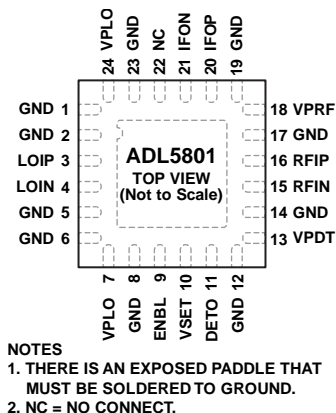 24 VPLO
23 GND
22 NC
21 IFON
20 IFOP
19 GND
GND 1
GND 2
LOIP 3
LOIN 4
GND 5
GND 6
ADL5801
TOP VIEW
(Not to Scale)
18 VPRF
17 GND
16 RFIP
15 RFIN
14 GND
13 VPDT
VPLO 7
GND 8
ENBL 9
VSET 10
DETO 11
GND 12
NOTES
1. THERE IS AN EXPOSED PADDLE THAT
MUST BE SOLDERED TO GROUND.
2. NC = NO CONNECT.